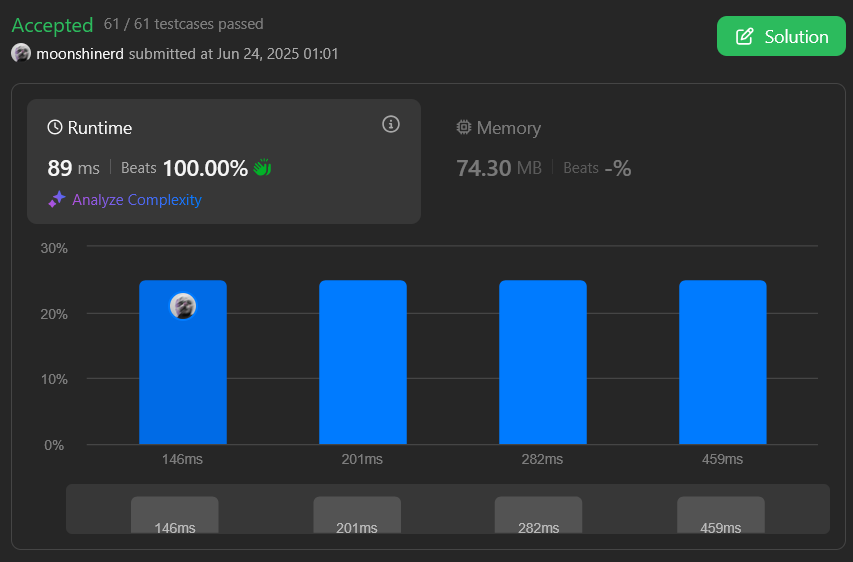 Accepted 61 / 61 testcases passed
moonshinerd submitted at Jun 24, 2025 01:01
Solution
Runtime
89 ms | Beats 100.00%
Analyze Complexity
Memory
74.30 MB | Beats -%
30%
20%
10%
0%
146ms 201ms 282ms 459ms
146ms 201ms 282ms 459ms